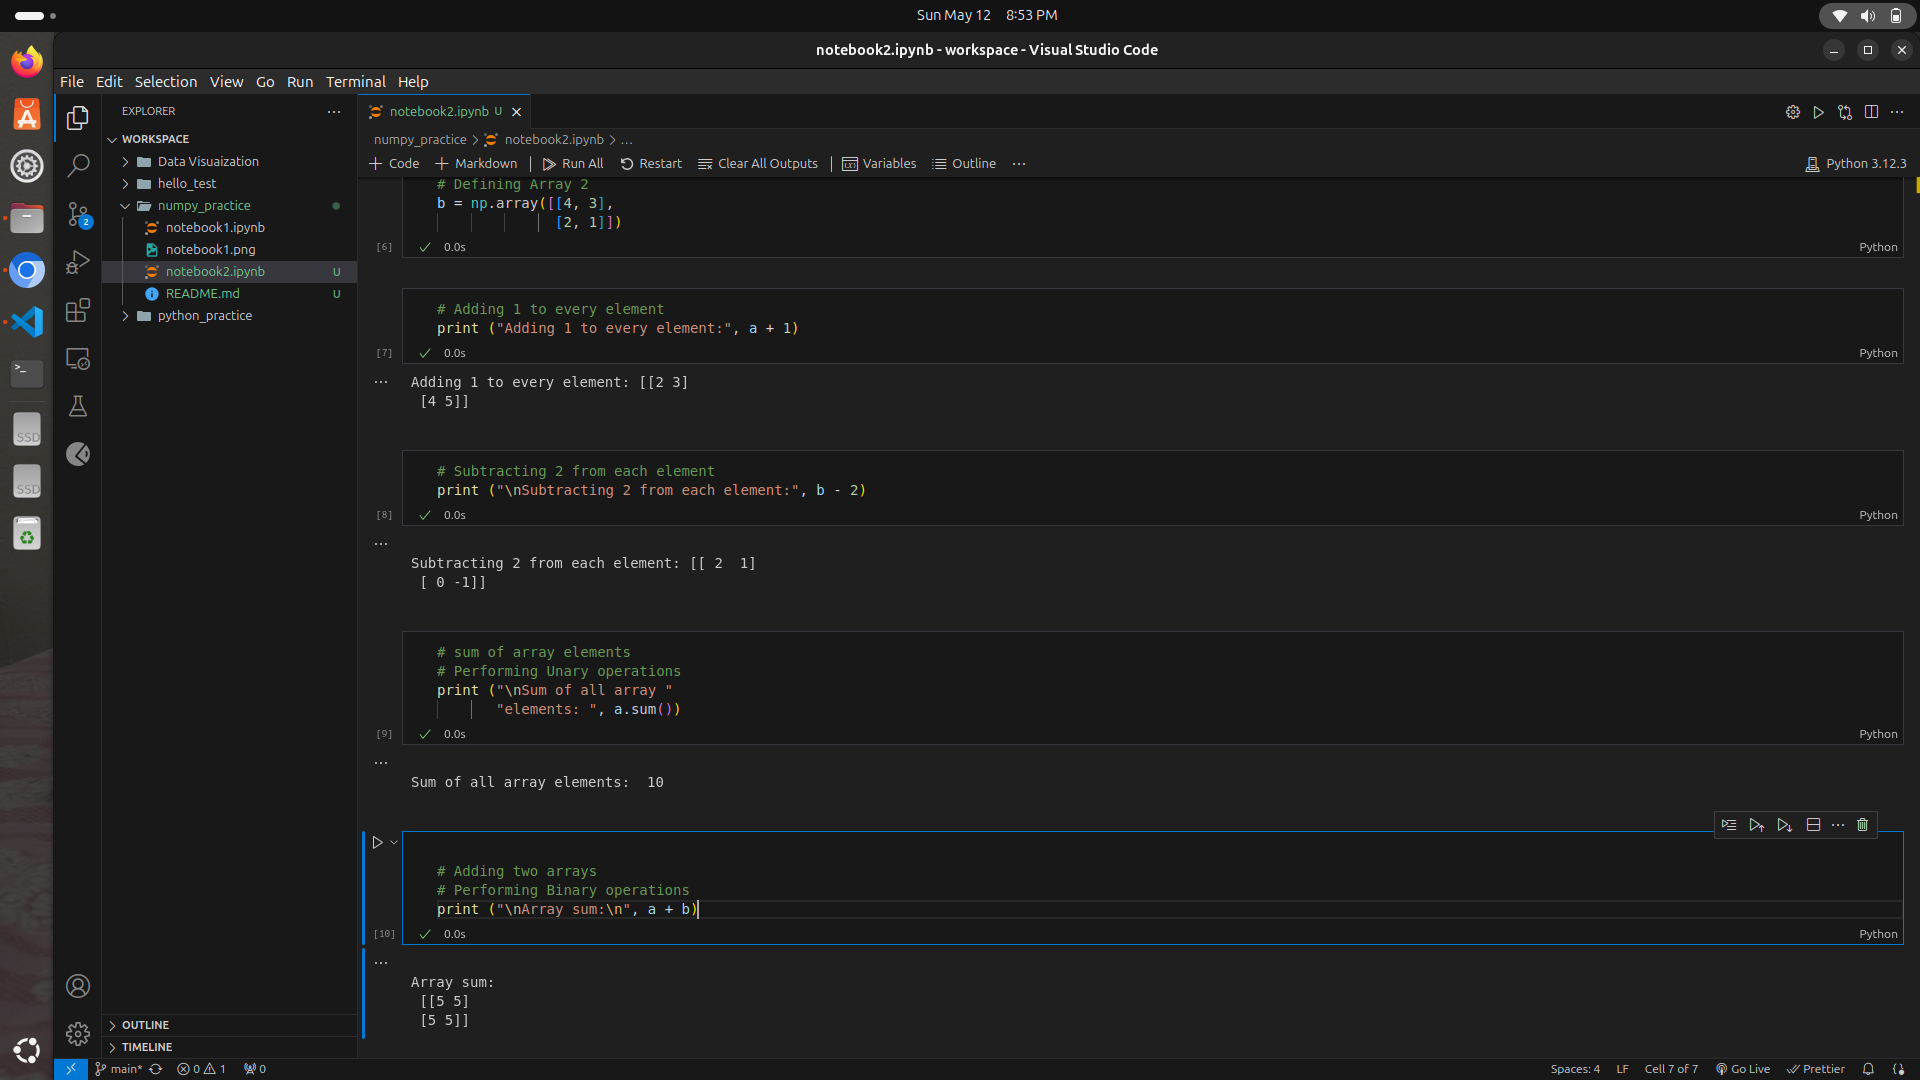 Sun May 12 8:53 PM
notebook2.ipynb - workspace - Visual Studio Code
File Edit Selection View Go Run Terminal Help
EXPLORER
WORKSPACE
Data Visuaization
hello_test
numpy_practice
notebook1.ipynb
notebook1.png
notebook2.ipynb U
README.md U
python_practice
OUTLINE
TIMELINE
2
SSD
SSD
notebook2.ipynb U
numpy_practice > notebook2.ipynb > ...
Code Markdown Run All Restart Clear All Outputs Variables Outline ... Python 3.12.3
# Defining Array 2
b = np.array([[4, 3],
[2, 1]])
[6] 0.0s Python
# Adding 1 to every element
print ("Adding 1 to every element:", a + 1)
[7] 0.0s Python
Adding 1 to every element: [[2 3]
[4 5]]
# Subtracting 2 from each element
print ("\nSubtracting 2 from each element:", b - 2)
[8] 0.0s Python
Subtracting 2 from each element: [[ 2  1]
[ 0 -1]]
# sum of array elements
# Performing Unary operations
print ("\nSum of all array "
"elements: ", a.sum())
[9] 0.0s Python
Sum of all array elements:  10
# Adding two arrays
# Performing Binary operations
print ("\nArray sum:\n", a + b)
[10] 0.0s Python
Array sum:
[[5 5]
[5 5]]
main* 0 1 0 Spaces: 4 LF Cell 7 of 7 Go Live Prettier